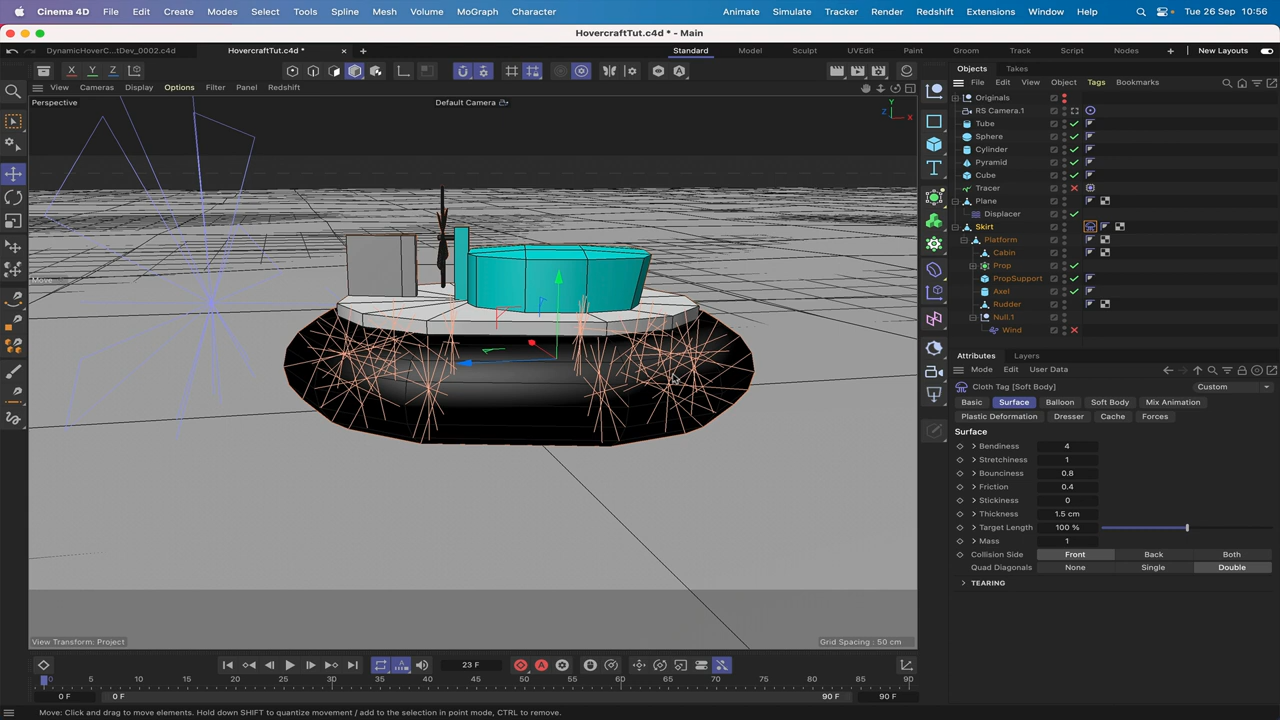 Cinema 4D File Edit Create Modes Select Tools Spline Mesh Volume MoGraph Character Animate Simulate Tracker Render Redshift Extensions Window Help Tue 26 Sep 10:56
HovercraftTut.c4d * - Main
DynamicHoverC...tDev_0002.c4d HovercraftTut.c4d * Standard Model Sculpt UVEdit Paint Groom Track Script Nodes New Layouts
X Y Z
Objects Takes
View Cameras Display Options Filter Panel Redshift
File Edit View Object Tags Bookmarks
Perspective Default Camera
Y
Z X
Originals
RS Camera.1
Tube
Sphere
Cylinder
Pyramid
Cube
Tracer
Plane
Displacer
Skirt
Platform
Cabin
Prop
PropSupport
Axel
Rudder
Null.1
Wind
Move
Attributes Layers
Mode Edit User Data
Cloth Tag [Soft Body] Custom
Basic Surface Balloon Soft Body Mix Animation
Plastic Deformation Dresser Cache Forces
Surface
Bendiness 4
Stretchiness 1
Bounciness 0.8
Friction 0.4
Stickiness 0
Thickness 1.5 cm
Target Length 100 %
Mass 1
Collision Side Front Back Both
Quad Diagonals None Single Double
TEARING
View Transform: Project Grid Spacing : 50 cm
23 F
0 5 10 15 20 25 30 35 40 45 50 55 60 65 70 75 80 85 90
0 F 0 F 90 F 90 F
Move: Click and drag to move elements. Hold down SHIFT to quantize movement / add to the selection in point mode, CTRL to remove.